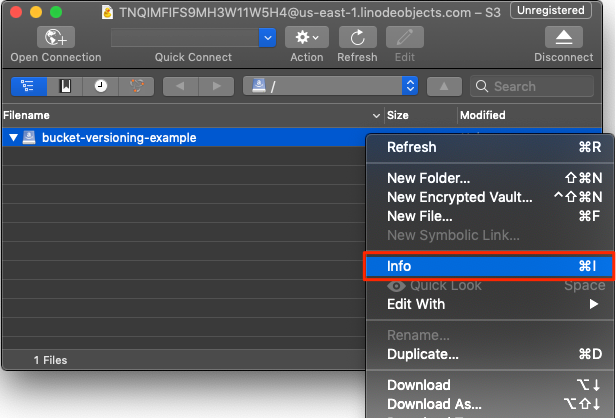 TNQIMFIFS9MH3W11W5H4@us-east-1.linodeobjects.com – S3 Unregistered
Open Connection Quick Connect Action Refresh Edit Disconnect
/ Search
Filename Size Modified
bucket-versioning-example
Refresh ⌘R
New Folder... ⇧⌘N
New Encrypted Vault... ^⇧⌘N
New File... ⌘F
New Symbolic Link...
Info ⌘I
Quick Look Space
Edit With
Rename...
Duplicate... ⌘D
Download ⌥↓
Download As... ⌥⇧↓
1 Files